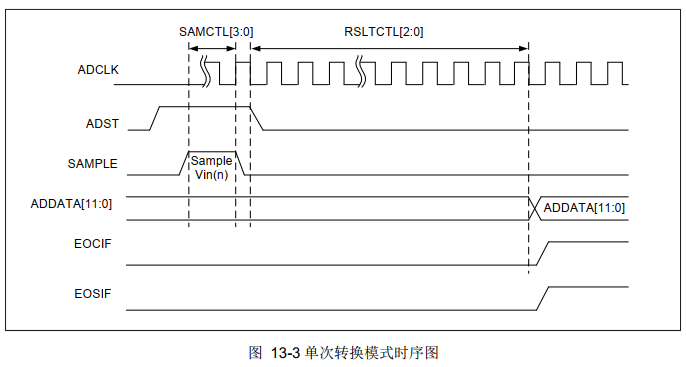 SAMCTL[3:0] RSLTCTL[2:0]
ADCLK
ADST
SAMPLE Sample
Vin(n)
ADDATA[11:0] ADDATA[11:0]
EOCIF
EOSIF
图 13-3 单次转换模式时序图